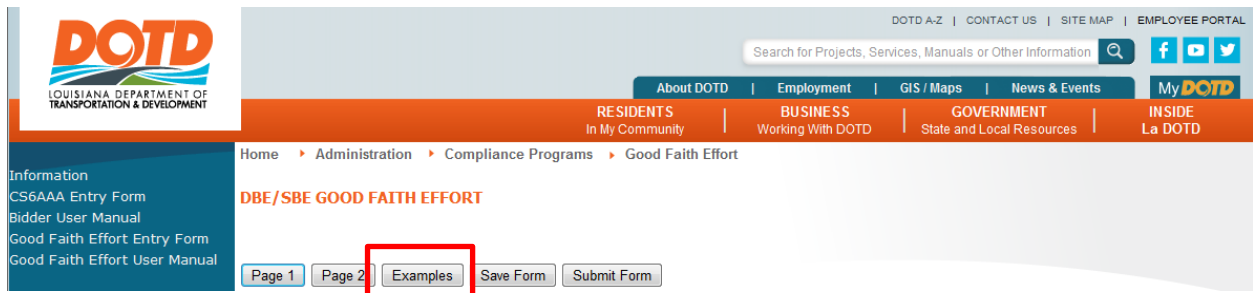 DOTD A-Z | CONTACT US | SITE MAP | EMPLOYEE PORTAL
DOTD
LOUISIANA DEPARTMENT OF
TRANSPORTATION & DEVELOPMENT
Search for Projects, Services, Manuals or Other Information
About DOTD | Employment | GIS / Maps | News & Events
My DOTD
RESIDENTS
In My Community
BUSINESS
Working With DOTD
GOVERNMENT
State and Local Resources
INSIDE
La DOTD
Home Administration Compliance Programs Good Faith Effort
Information
CS6AAA Entry Form
Bidder User Manual
Good Faith Effort Entry Form
Good Faith Effort User Manual
DBE/SBE GOOD FAITH EFFORT
Page 1 Page 2 Examples Save Form Submit Form